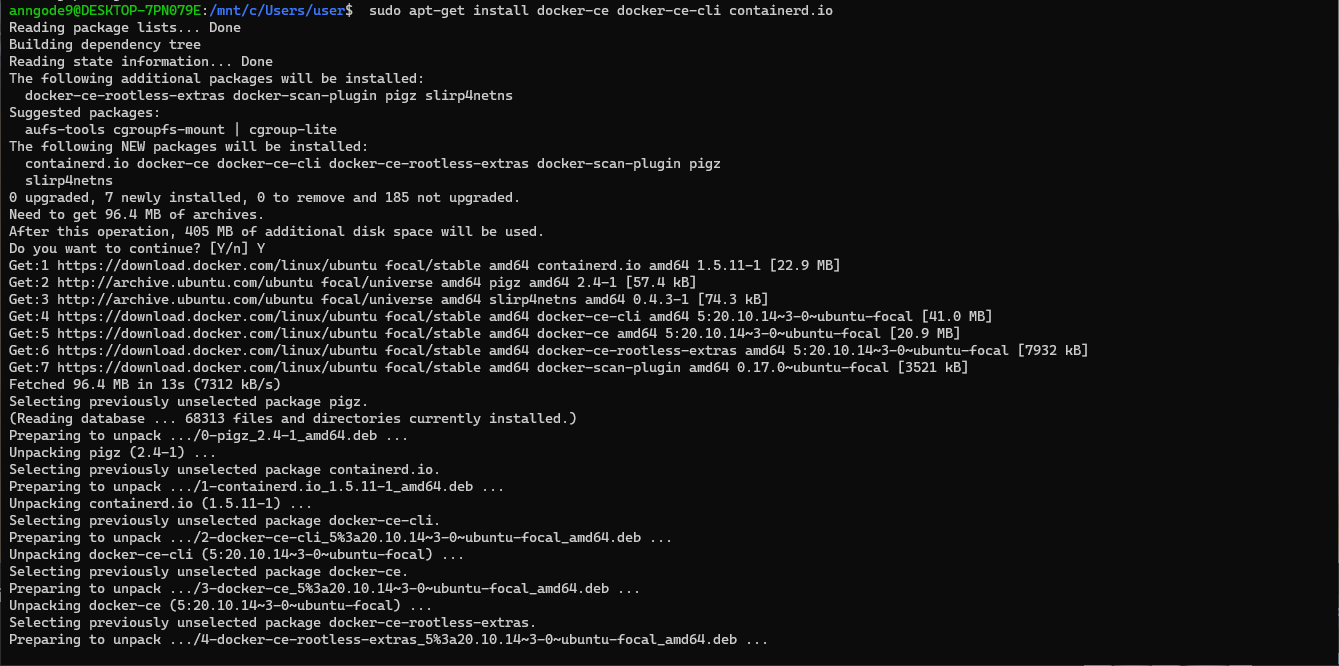 anngode9@DESKTOP-7PN079E:/mnt/c/Users/user$  sudo apt-get install docker-ce docker-ce-cli containerd.io
Reading package lists... Done
Building dependency tree
Reading state information... Done
The following additional packages will be installed:
  docker-ce-rootless-extras docker-scan-plugin pigz slirp4netns
Suggested packages:
  aufs-tools cgroupfs-mount | cgroup-lite
The following NEW packages will be installed:
  containerd.io docker-ce docker-ce-cli docker-ce-rootless-extras docker-scan-plugin pigz
  slirp4netns
0 upgraded, 7 newly installed, 0 to remove and 185 not upgraded.
Need to get 96.4 MB of archives.
After this operation, 405 MB of additional disk space will be used.
Do you want to continue? [Y/n] Y
Get:1 https://download.docker.com/linux/ubuntu focal/stable amd64 containerd.io amd64 1.5.11-1 [22.9 MB]
Get:2 http://archive.ubuntu.com/ubuntu focal/universe amd64 pigz amd64 2.4-1 [57.4 kB]
Get:3 http://archive.ubuntu.com/ubuntu focal/universe amd64 slirp4netns amd64 0.4.3-1 [74.3 kB]
Get:4 https://download.docker.com/linux/ubuntu focal/stable amd64 docker-ce-cli amd64 5:20.10.14~3-0~ubuntu-focal [41.0 MB]
Get:5 https://download.docker.com/linux/ubuntu focal/stable amd64 docker-ce amd64 5:20.10.14~3-0~ubuntu-focal [20.9 MB]
Get:6 https://download.docker.com/linux/ubuntu focal/stable amd64 docker-ce-rootless-extras amd64 5:20.10.14~3-0~ubuntu-focal [7932 kB]
Get:7 https://download.docker.com/linux/ubuntu focal/stable amd64 docker-scan-plugin amd64 0.17.0~ubuntu-focal [3521 kB]
Fetched 96.4 MB in 13s (7312 kB/s)
Selecting previously unselected package pigz.
(Reading database ... 68313 files and directories currently installed.)
Preparing to unpack .../0-pigz_2.4-1_amd64.deb ...
Unpacking pigz (2.4-1) ...
Selecting previously unselected package containerd.io.
Preparing to unpack .../1-containerd.io_1.5.11-1_amd64.deb ...
Unpacking containerd.io (1.5.11-1) ...
Selecting previously unselected package docker-ce-cli.
Preparing to unpack .../2-docker-ce-cli_5%3a20.10.14~3-0~ubuntu-focal_amd64.deb ...
Unpacking docker-ce-cli (5:20.10.14~3-0~ubuntu-focal) ...
Selecting previously unselected package docker-ce.
Preparing to unpack .../3-docker-ce_5%3a20.10.14~3-0~ubuntu-focal_amd64.deb ...
Unpacking docker-ce (5:20.10.14~3-0~ubuntu-focal) ...
Selecting previously unselected package docker-ce-rootless-extras.
Preparing to unpack .../4-docker-ce-rootless-extras_5%3a20.10.14~3-0~ubuntu-focal_amd64.deb ...